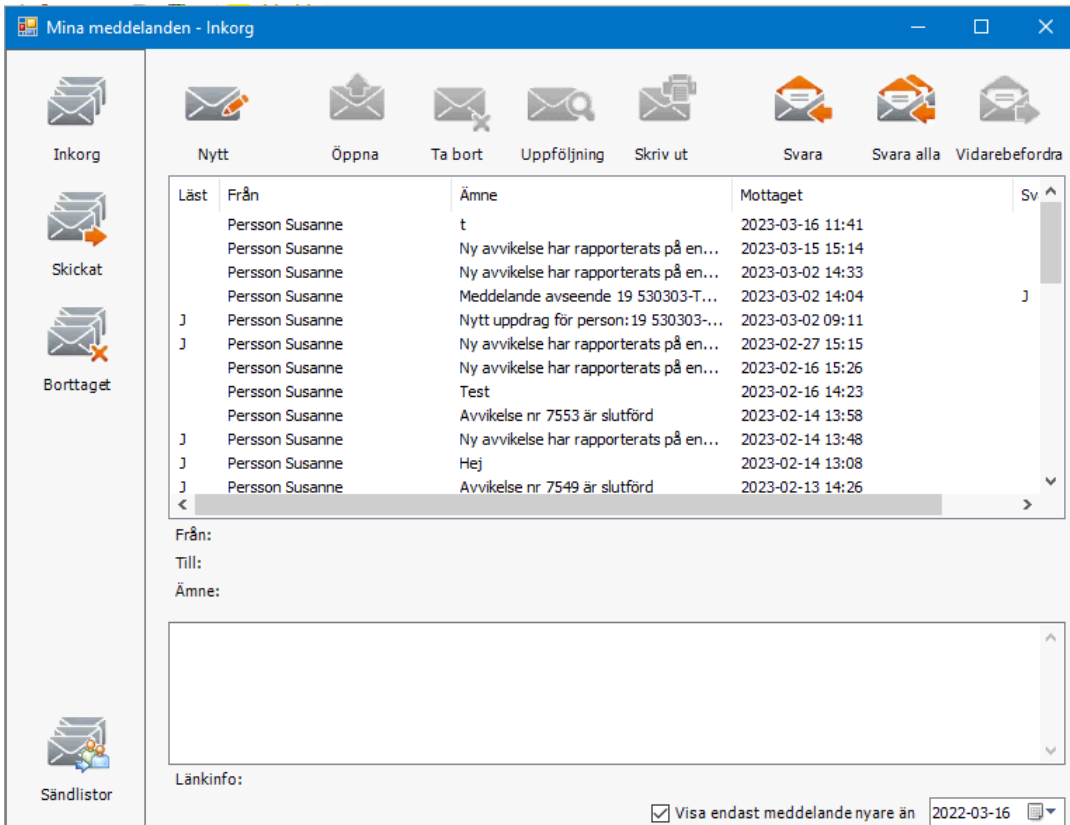 Mina meddelanden - Inkorg
Inkorg
Skickat
Borttaget
Sändlistor
Nytt Öppna Ta bort Uppföljning Skriv ut Svara Svara alla Vidarebefordra
Läst Från Ämne Mottaget Sv
Persson Susanne t 2023-03-16 11:41
Persson Susanne Ny avvikelse har rapporterats på en... 2023-03-15 15:14
Persson Susanne Ny avvikelse har rapporterats på en... 2023-03-02 14:33
Persson Susanne Meddelande avseende 19 530303-T... 2023-03-02 14:04 J
J Persson Susanne Nytt uppdrag för person:19 530303-... 2023-03-02 09:11
J Persson Susanne Ny avvikelse har rapporterats på en... 2023-02-27 15:15
Persson Susanne Ny avvikelse har rapporterats på en... 2023-02-16 15:26
Persson Susanne Test 2023-02-16 14:23
Persson Susanne Avvikelse nr 7553 är slutförd 2023-02-14 13:58
J Persson Susanne Ny avvikelse har rapporterats på en... 2023-02-14 13:48
J Persson Susanne Hej 2023-02-14 13:08
J Persson Susanne Avvikelse nr 7549 är slutförd 2023-02-13 14:26
Från:
Till:
Ämne:
Länkinfo:
Visa endast meddelande nyare än 2022-03-16